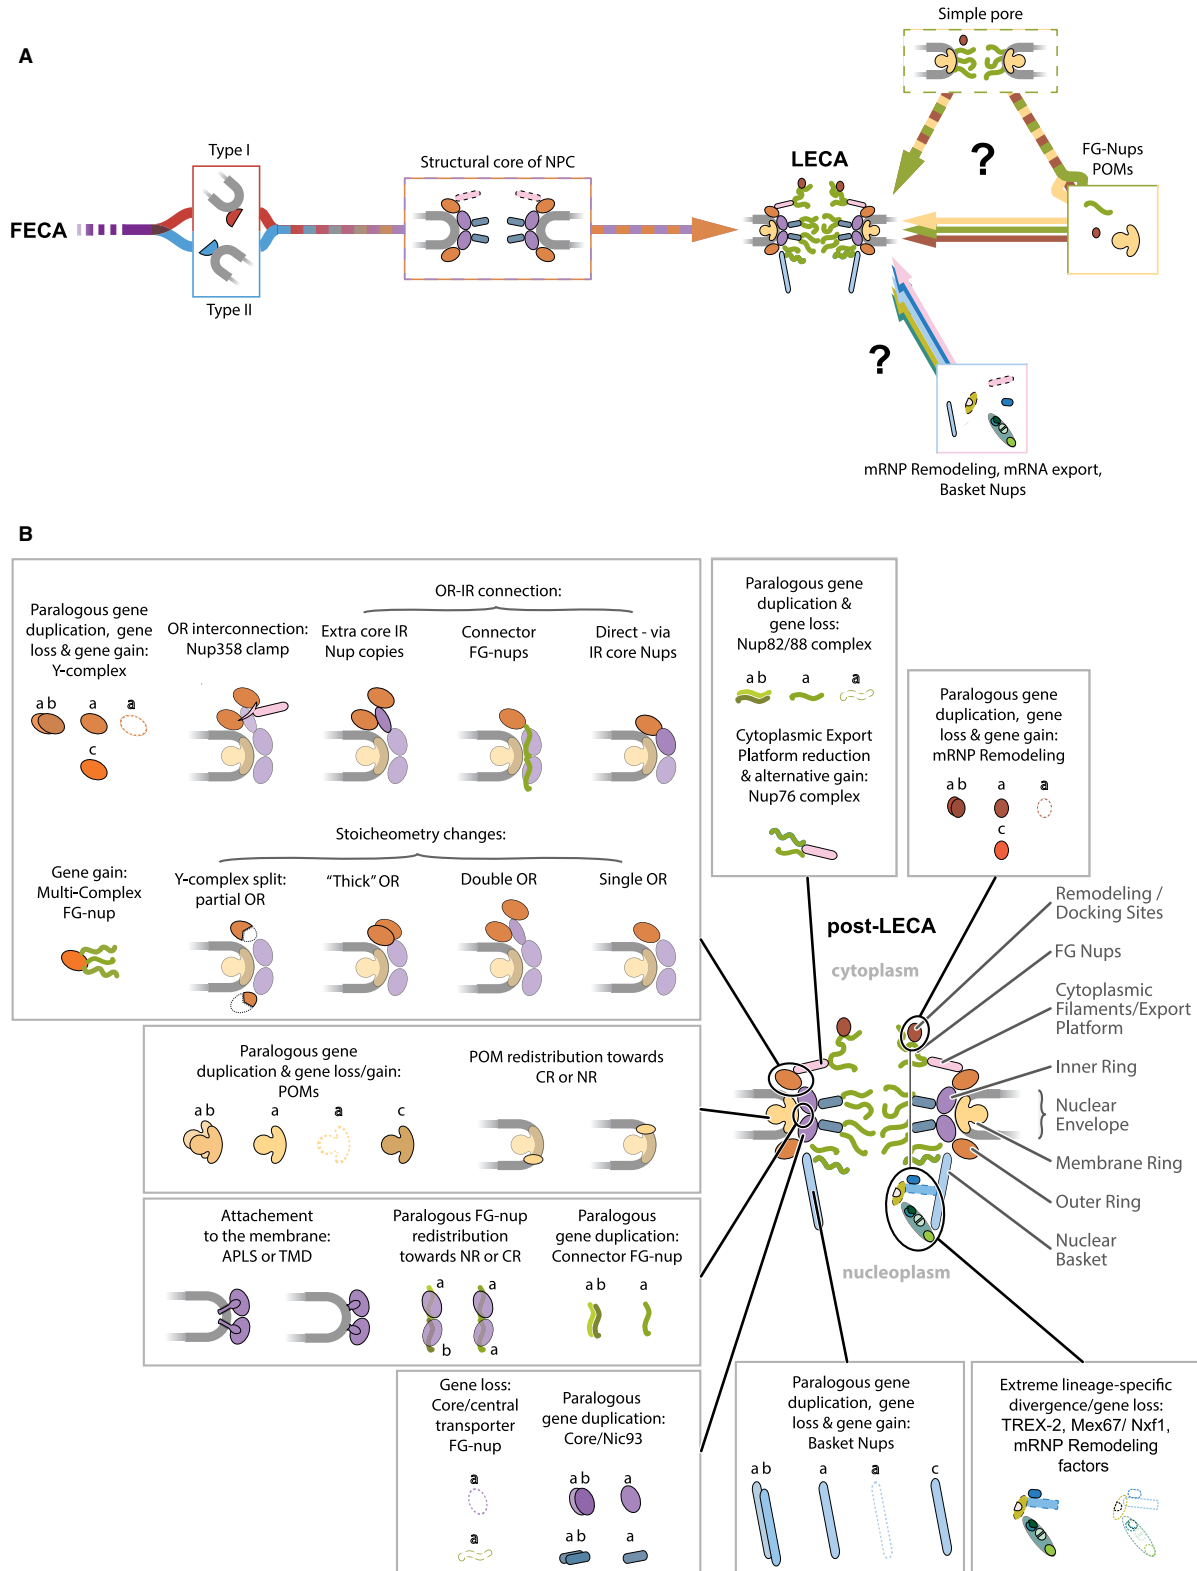 A
Simple pore
Type I
Structural core of NPC
LECA
?
FG-Nups
POMs
FECA
Type II
?
mRNP Remodeling, mRNA export,
Basket Nups
B
Paralogous gene
duplication, gene
loss & gene gain:
Y-complex
a b
a
a
c
OR interconnection:
Nup358 clamp
OR-IR connection:
Extra core IR
Nup copies
Connector
FG-nups
Direct - via
IR core Nups
Gene gain:
Multi-Complex
FG-nup
Stoicheometry changes:
Y-complex split:
partial OR
“Thick” OR
Double OR
Single OR
Paralogous gene
duplication &
gene loss:
Nup82/88 complex
a b
a
a
Cytoplasmic Export
Platform reduction
& alternative gain:
Nup76 complex
Paralogous gene
duplication, gene
loss & gene gain:
mRNP Remodeling
a b
a
a
c
post-LECA
cytoplasm
nucleoplasm
Remodeling /
Docking Sites
FG Nups
Cytoplasmic
Filaments/Export
Platform
Inner Ring
Nuclear
Envelope
Membrane Ring
Outer Ring
Nuclear
Basket
Paralogous gene
duplication & gene loss/gain:
POMs
a b
a
a
c
POM redistribution towards
CR or NR
Attachement
to the membrane:
APLS or TMD
Paralogous FG-nup
redistribution
towards NR or CR
a
a
b
a
Paralogous
gene duplication:
Connector FG-nup
a b
a
Gene loss:
Core/central
transporter
FG-nup
a
a
Paralogous
gene duplication:
Core/Nic93
a b
a
a b
a
Paralogous gene
duplication, gene
loss & gene gain:
Basket Nups
a b
a
a
c
Extreme lineage-specific
divergence/gene loss:
TREX-2, Mex67/ Nxf1,
mRNP Remodeling
factors